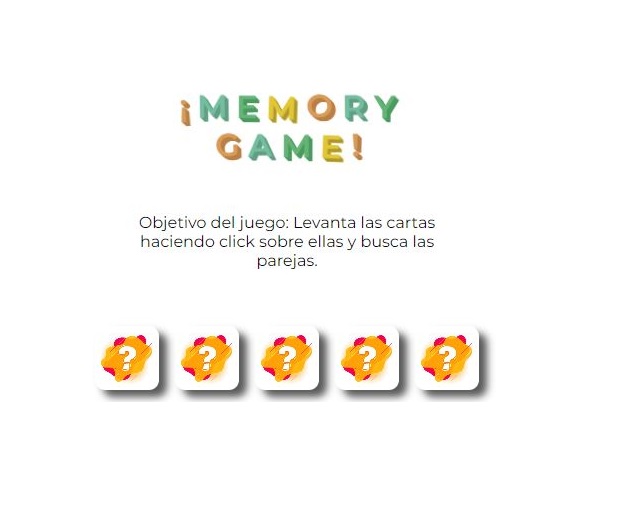 ¡MEMORY
GAME!
Objetivo del juego: Levanta las cartas
haciendo click sobre ellas y busca las
parejas.
? ? ? ? ?